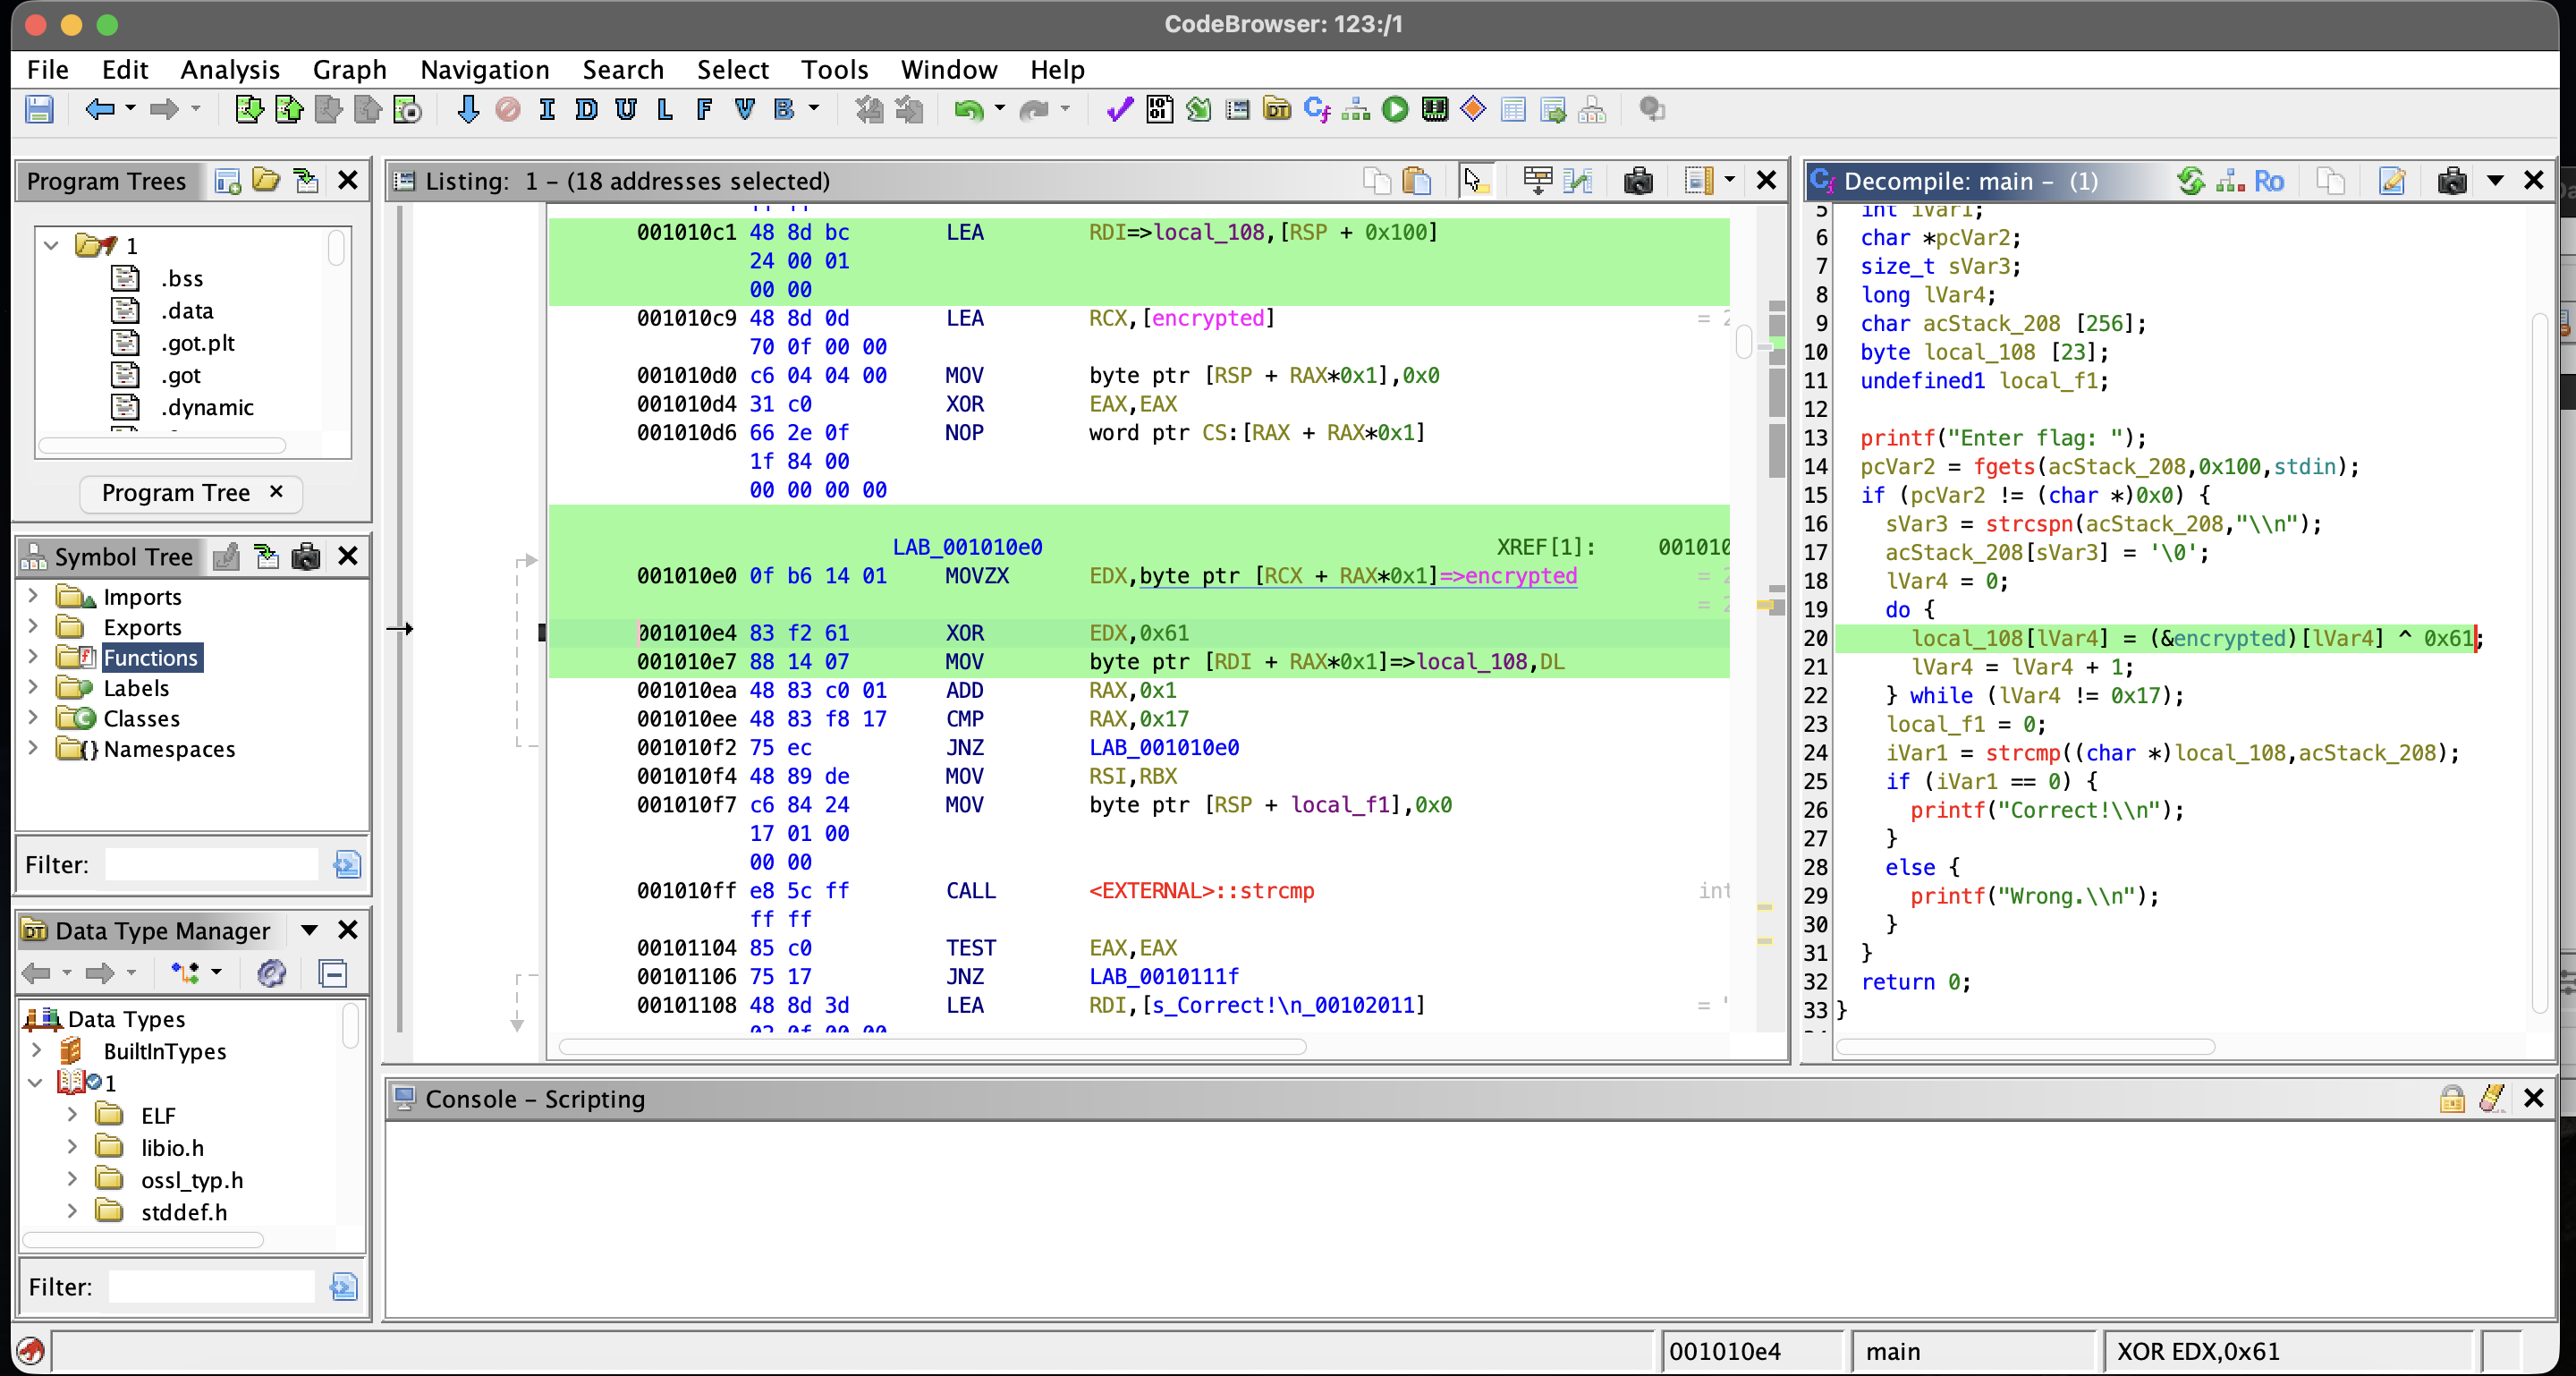 CodeBrowser: 123:/1
File Edit Analysis Graph Navigation Search Select Tools Window Help
I D U L F V B
Program Trees
1
.bss
.data
.got.plt
.got
.dynamic
Program Tree ×
Symbol Tree
Imports
Exports
Functions
Labels
Classes
Namespaces
Filter:
Data Type Manager
Data Types
BuiltInTypes
1
ELF
libio.h
ossl_typ.h
stddef.h
Filter:
Listing: 1 - (18 addresses selected)
001010c1 48 8d bc LEA RDI=>local_108,[RSP + 0x100]
24 00 01
00 00
001010c9 48 8d 0d LEA RCX,[encrypted] = 2
70 0f 00 00
001010d0 c6 04 04 00 MOV byte ptr [RSP + RAX*0x1],0x0
001010d4 31 c0 XOR EAX,EAX
001010d6 66 2e 0f NOP word ptr CS:[RAX + RAX*0x1]
1f 84 00
00 00 00 00
LAB_001010e0 XREF[1]: 001010
001010e0 0f b6 14 01 MOVZX EDX,byte ptr [RCX + RAX*0x1]=>encrypted = 2
= 2
001010e4 83 f2 61 XOR EDX,0x61
001010e7 88 14 07 MOV byte ptr [RDI + RAX*0x1]=>local_108,DL
001010ea 48 83 c0 01 ADD RAX,0x1
001010ee 48 83 f8 17 CMP RAX,0x17
001010f2 75 ec JNZ LAB_001010e0
001010f4 48 89 de MOV RSI,RBX
001010f7 c6 84 24 MOV byte ptr [RSP + local_f1],0x0
17 01 00
00 00
001010ff e8 5c ff CALL <EXTERNAL>::strcmp int
ff ff
00101104 85 c0 TEST EAX,EAX
00101106 75 17 JNZ LAB_0010111f
00101108 48 8d 3d LEA RDI,[s_Correct!\n_00102011] = "
02 0f 00 00
Decompile: main - (1)
5 int iVar1;
6 char *pcVar2;
7 size_t sVar3;
8 long lVar4;
9 char acStack_208 [256];
10 byte local_108 [23];
11 undefined1 local_f1;
12
13 printf("Enter flag: ");
14 pcVar2 = fgets(acStack_208,0x100,stdin);
15 if (pcVar2 != (char *)0x0) {
16 sVar3 = strcspn(acStack_208,"\\n");
17 acStack_208[sVar3] = '\0';
18 lVar4 = 0;
19 do {
20 local_108[lVar4] = (&encrypted)[lVar4] ^ 0x61;
21 lVar4 = lVar4 + 1;
22 } while (lVar4 != 0x17);
23 local_f1 = 0;
24 iVar1 = strcmp((char *)local_108,acStack_208);
25 if (iVar1 == 0) {
26 printf("Correct!\\n");
27 }
28 else {
29 printf("Wrong.\\n");
30 }
31 }
32 return 0;
33 }
Console - Scripting
001010e4 main XOR EDX,0x61